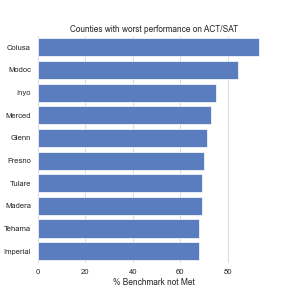 Counties with worst performance on ACT/SAT
Colusa
Modoc
Inyo
Merced
Glenn
Fresno
Tulare
Madera
Tehama
Imperial
0 20 40 60 80
% Benchmark not Met